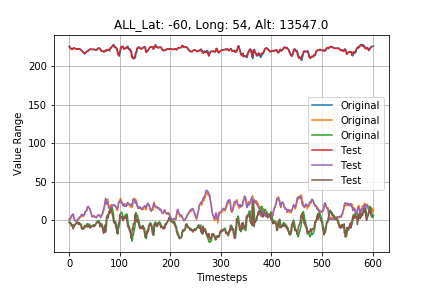 ALL_Lat: -60, Long: 54, Alt: 13547.0
200
150
100
50
0
Value Range
Original
Original
Original
Test
Test
Test
0 100 200 300 400 500 600
Timesteps